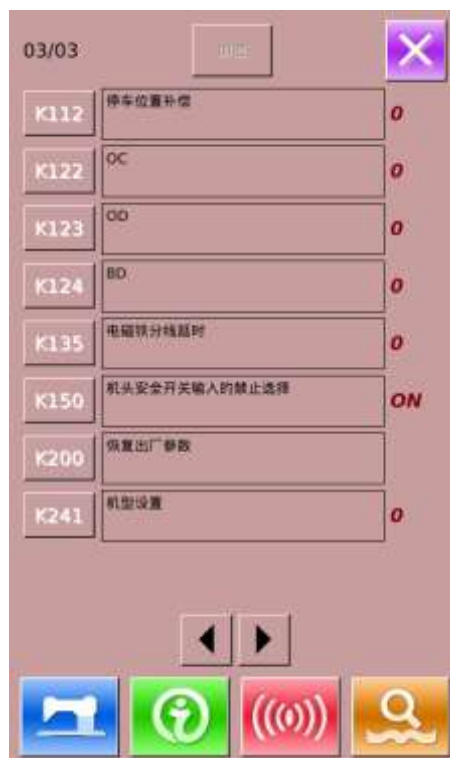 03/03
K112 停车位置补偿 0
K122 OC 0
K123 OD 0
K124 BD 0
K135 电磁铁分线延时 0
K150 机头安全开关输入的禁止选择 ON
K200 恢复出厂参数
K241 机型设置 0